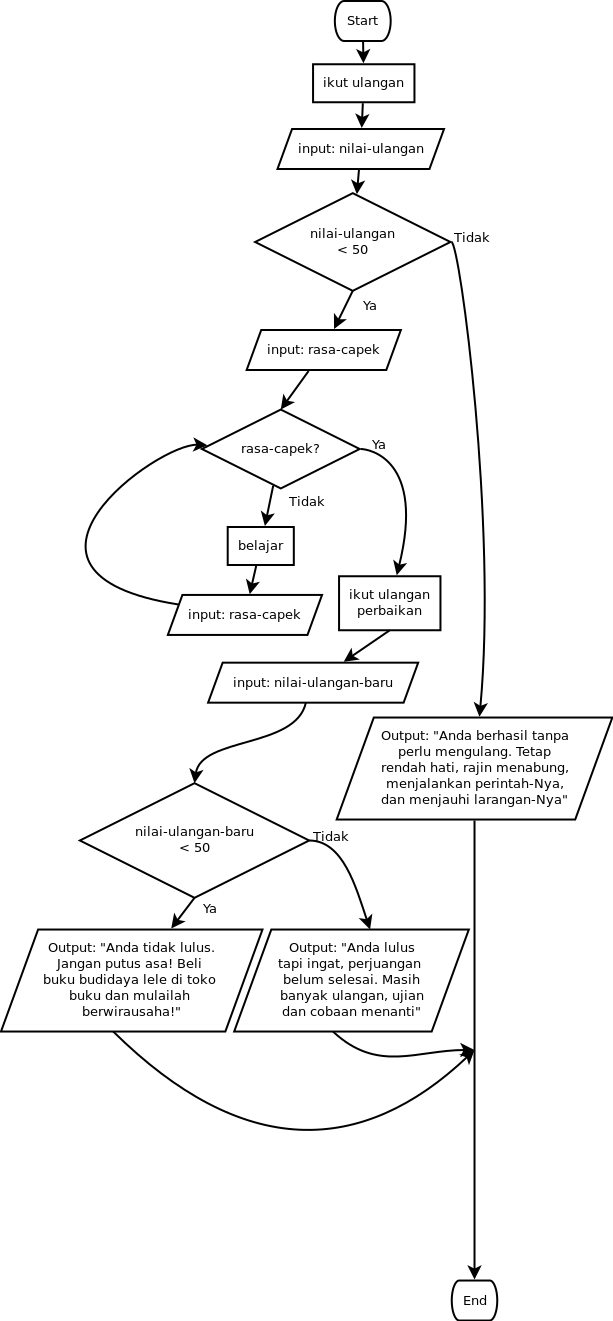 Start
ikut ulangan
input: nilai-ulangan
nilai-ulangan
< 50
Tidak
Ya
input: rasa-capek
rasa-capek?
Ya
Tidak
belajar
ikut ulangan
perbaikan
input: rasa-capek
input: nilai-ulangan-baru
Output: "Anda berhasil tanpa
perlu mengulang. Tetap
rendah hati, rajin menabung,
menjalankan perintah-Nya,
dan menjauhi larangan-Nya"
nilai-ulangan-baru
< 50
Tidak
Ya
Output: "Anda tidak lulus.
Jangan putus asa! Beli
buku budidaya lele di toko
buku dan mulailah
berwirausaha!"
Output: "Anda lulus
tapi ingat, perjuangan
belum selesai. Masih
banyak ulangan, ujian
dan cobaan menanti"
End